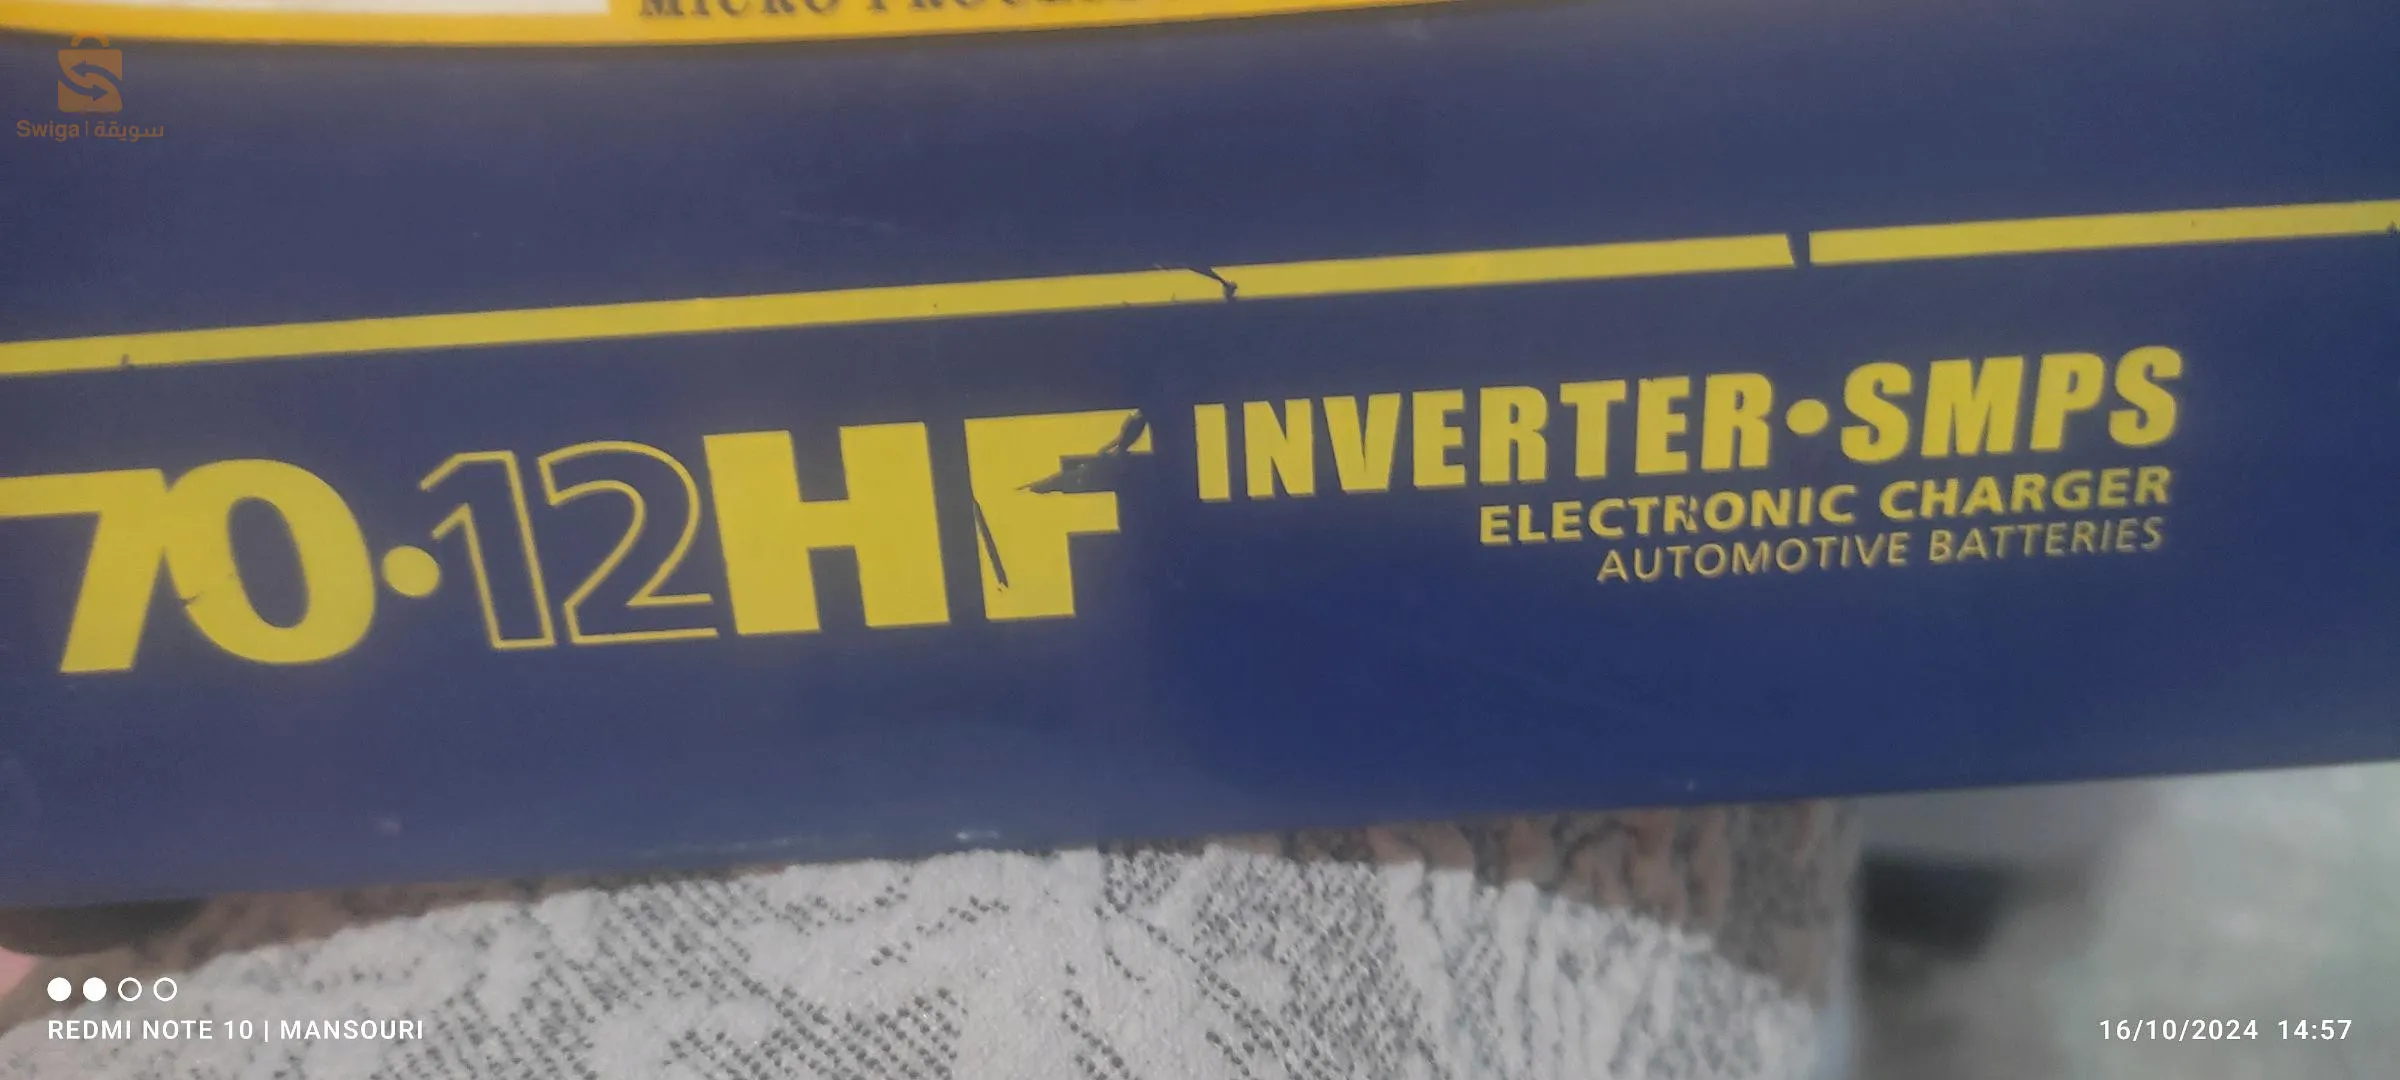 MICRO
Swiga | سويقة
70•12HF INVERTER•SMPS
ELECTRONIC CHARGER
AUTOMOTIVE BATTERIES
REDMI NOTE 10 | MANSOURI
16/10/2024 14:57